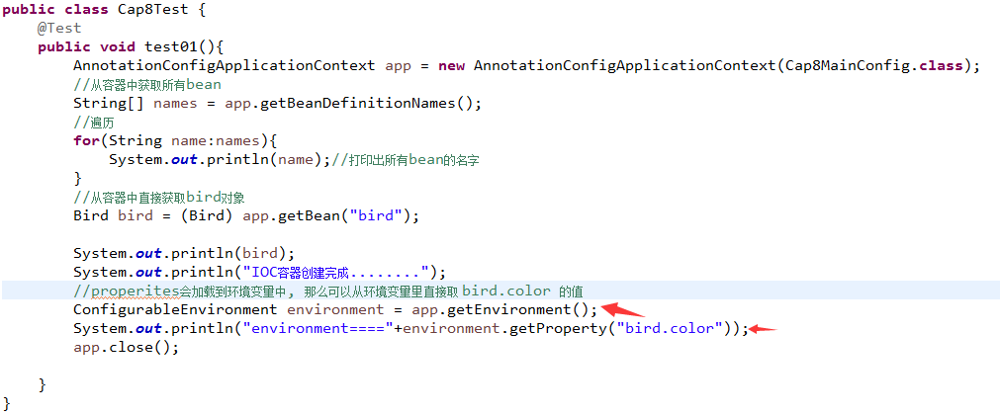 public class Cap8Test {
@Test
public void test01(){
AnnotationConfigApplicationContext app = new AnnotationConfigApplicationContext(Cap8MainConfig.class);
//从容器中获取所有bean
String[] names = app.getBeanDefinitionNames();
//遍历
for(String name:names){
System.out.println(name);//打印出所有bean的名字
}
//从容器中直接获取bird对象
Bird bird = (Bird) app.getBean("bird");
System.out.println(bird);
System.out.println("IOC容器创建完成........");
//properites会加载到环境变量中, 那么可以从环境变量里直接取 bird.color 的值
ConfigurableEnvironment environment = app.getEnvironment();
System.out.println("environment===="+environment.getProperty("bird.color"));
app.close();
}
}